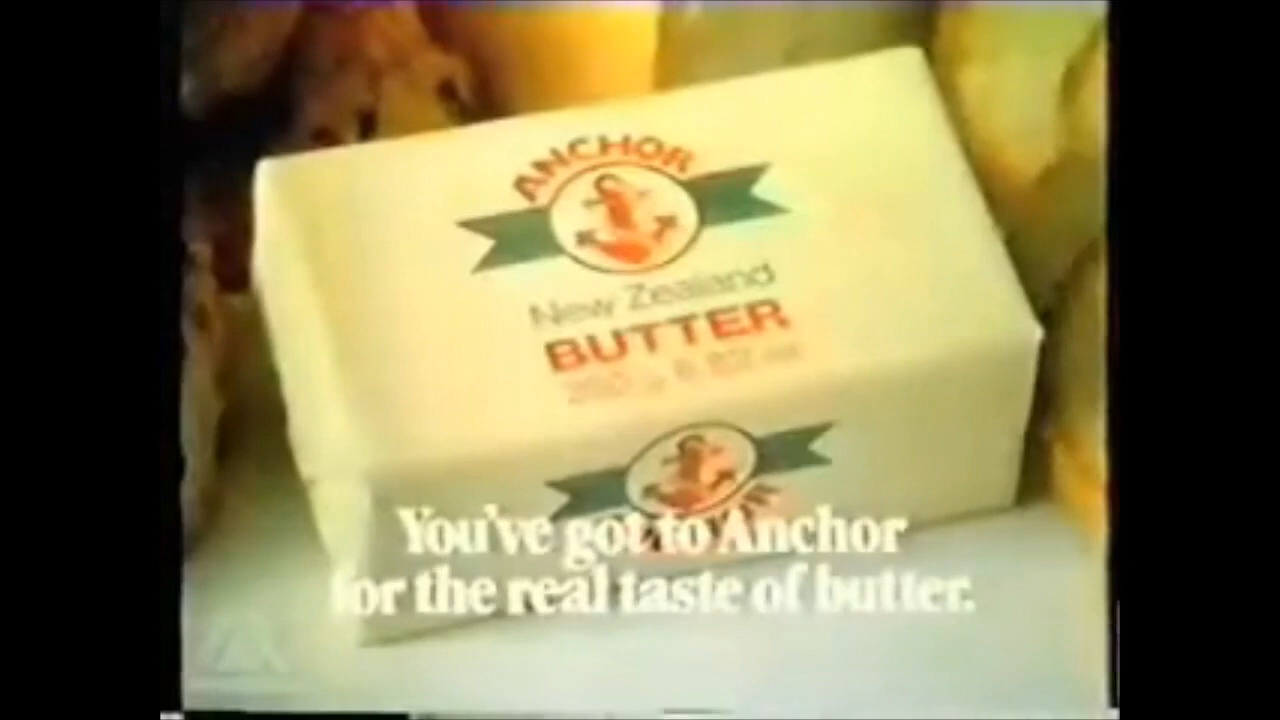 ANCHOR
New Zealand
BUTTER
You've got to Anchor
for the real taste of butter.